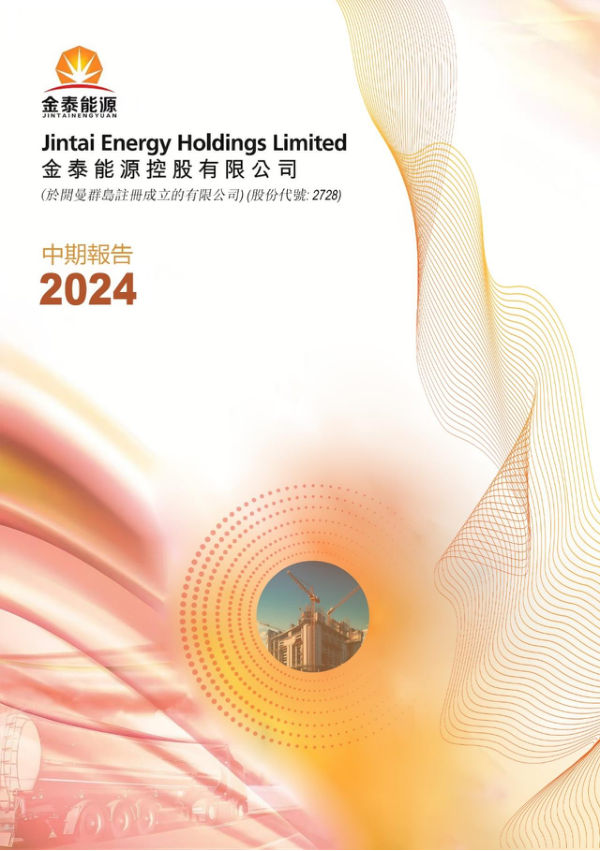 金泰能源
JINTAINENGYUAN
Jintai Energy Holdings Limited
金泰能源控股有限公司
(於開曼群島註冊成立的有限公司) (股份代號: 2728)
中期報告
2024